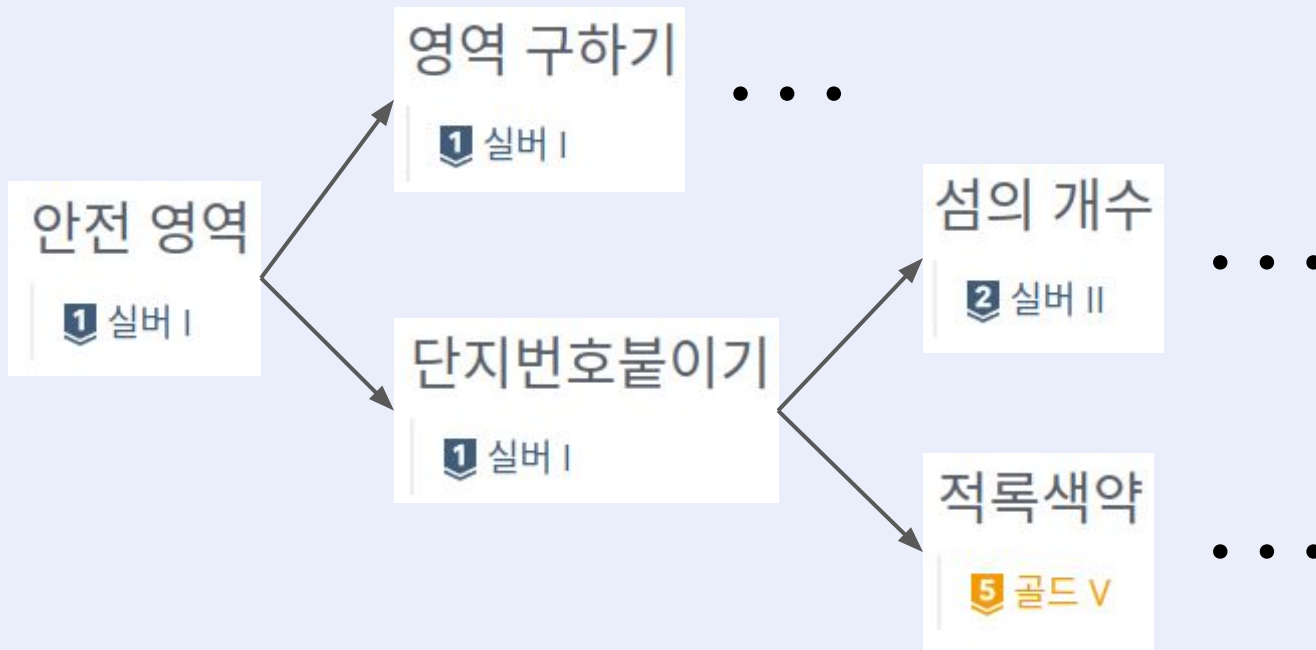 안전 영역
1 실버 I
영역 구하기
1 실버 I
• • •
단지번호붙이기
1 실버 I
섬의 개수
2 실버 II
• • •
적록색약
5 골드 V
• • •